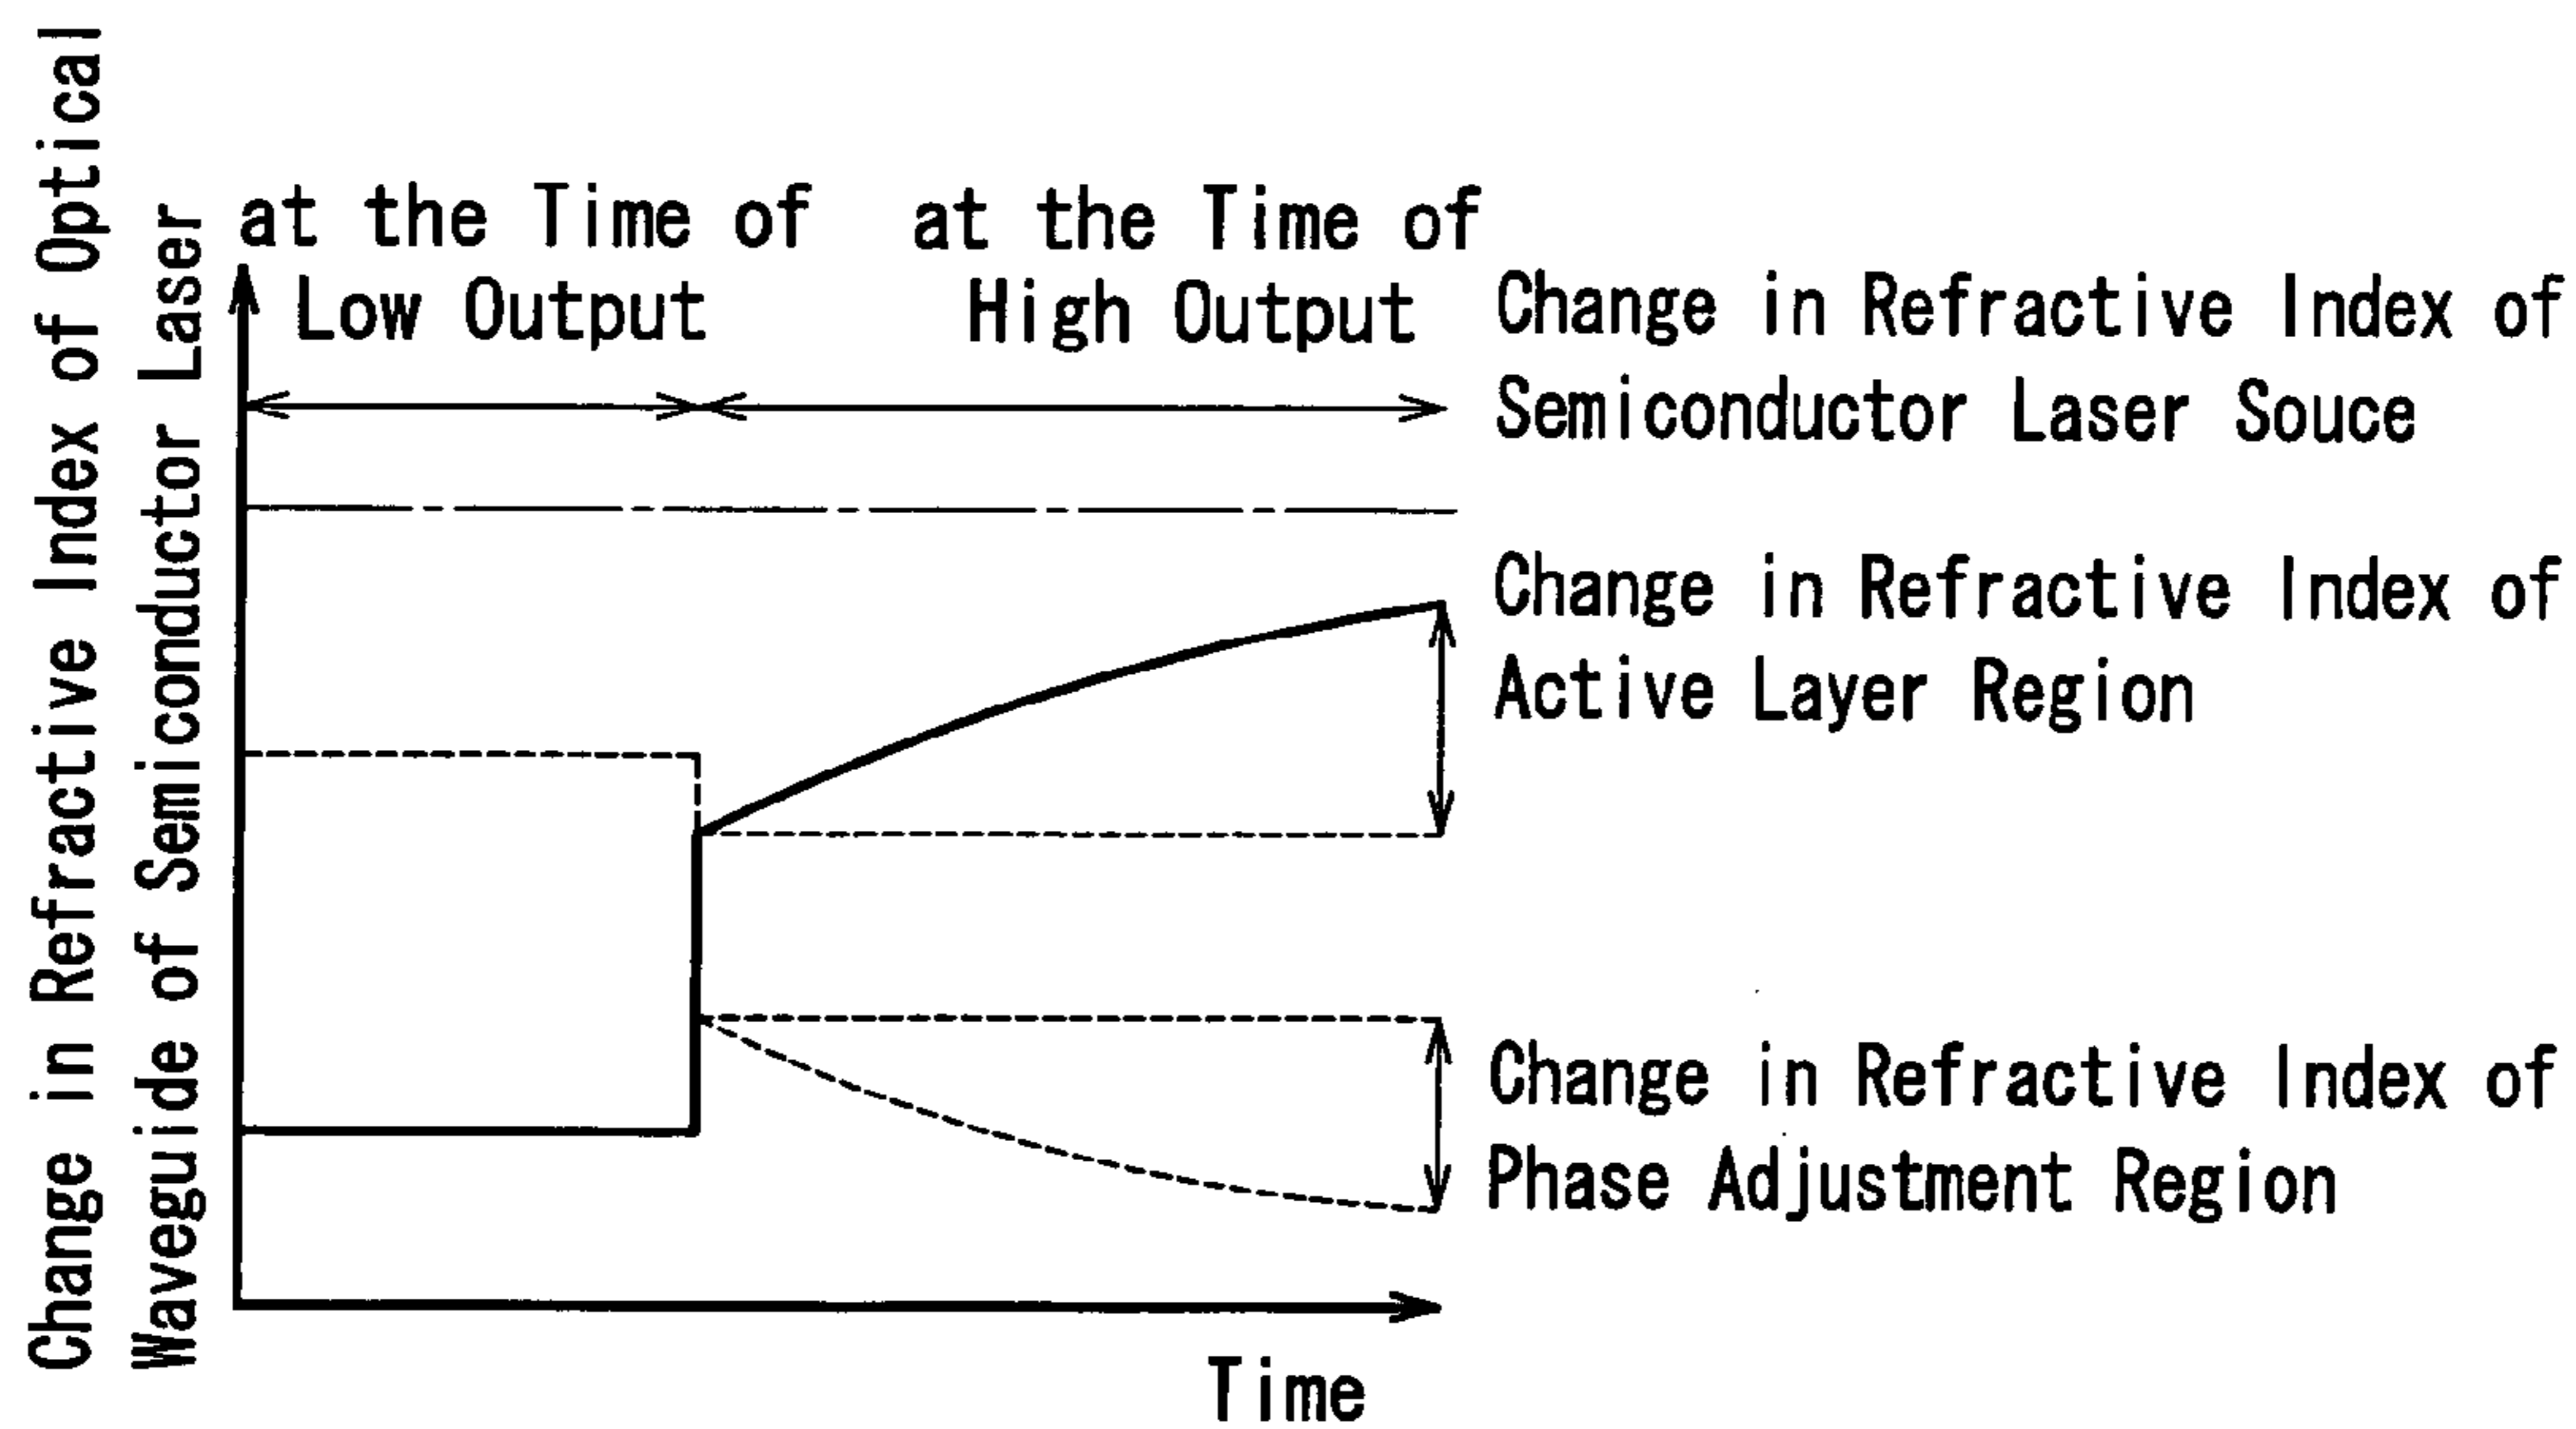 Change in Refractive Index of Optical
Waveguide of Semiconductor Laser
at the Time of
Low Output
at the Time of
High Output
Change in Refractive Index of
Semiconductor Laser Souce
Change in Refractive Index of
Active Layer Region
Change in Refractive Index of
Phase Adjustment Region
Time